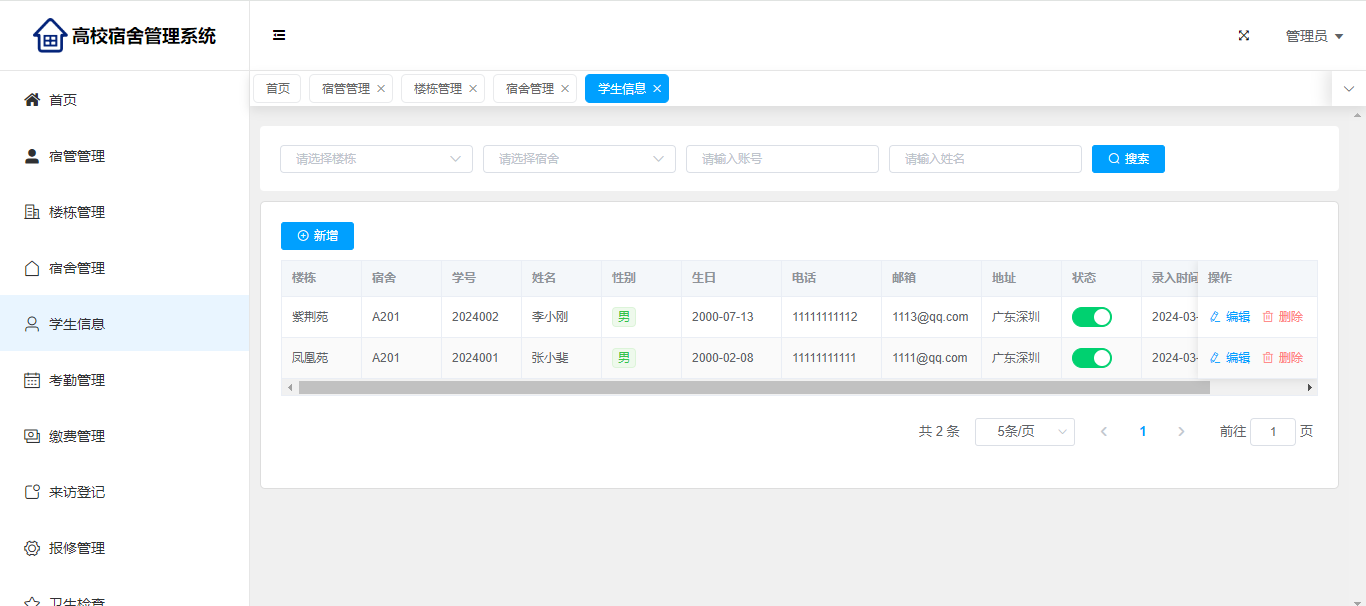 高校宿舍管理系统
管理员
首页
宿管管理
楼栋管理
宿舍管理
学生信息
考勤管理
缴费管理
来访登记
报修管理
卫生检查
首页 宿管管理 楼栋管理 宿舍管理 学生信息
请选择楼栋 请选择宿舍 请输入账号 请输入姓名 搜索
新增
楼栋 宿舍 学号 姓名 性别 生日 电话 邮箱 地址 状态 录入时间 操作
紫荆苑 A201 2024002 李小刚 男 2000-07-13 11111111112 1113@qq.com 广东深圳 2024-03- 编辑 删除
凤凰苑 A201 2024001 张小斐 男 2000-02-08 11111111111 1111@qq.com 广东深圳 2024-03- 编辑 删除
共 2 条 5条/页 1 前往 1 页